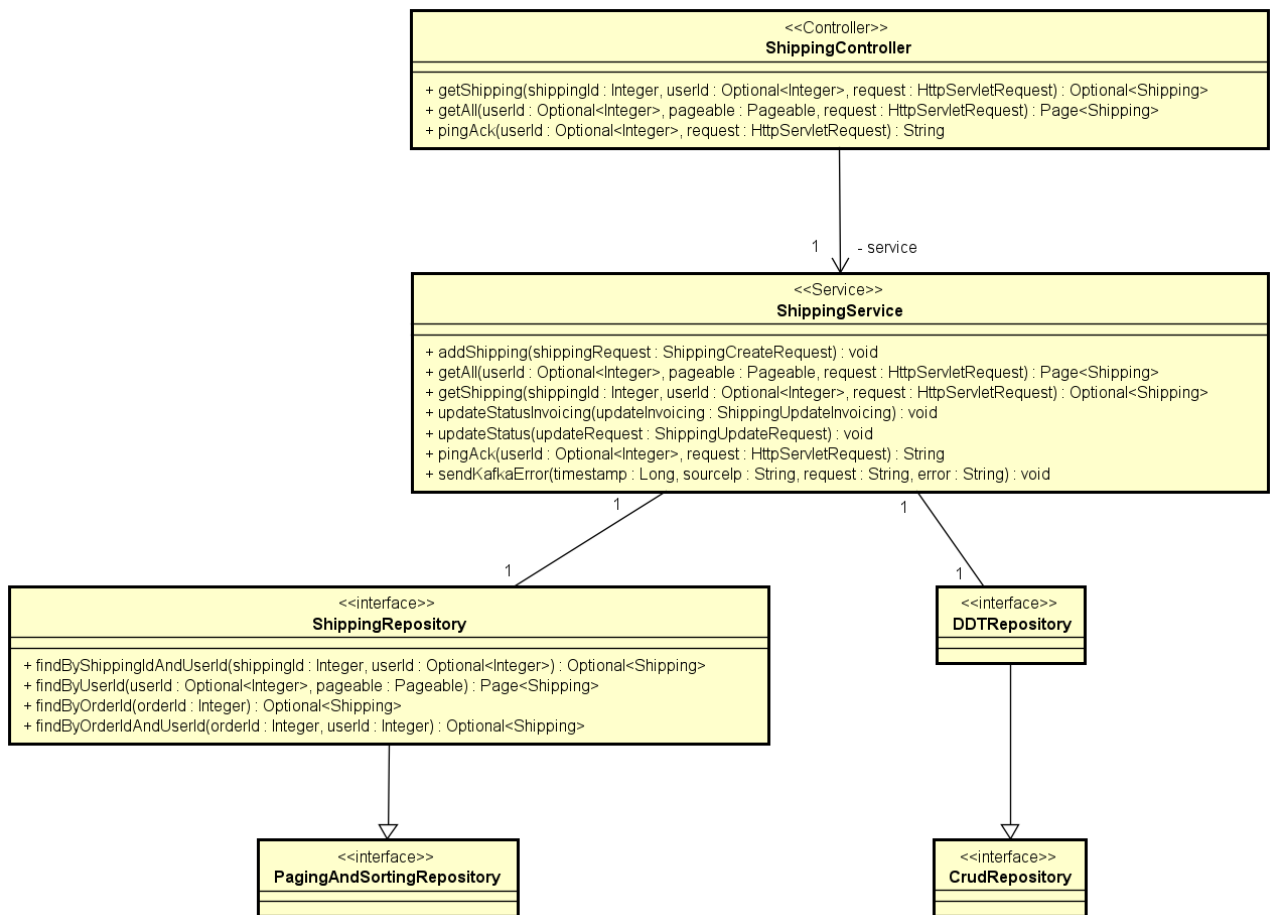 <<Controller>>
ShippingController
+ getShipping(shippingId : Integer, userId : Optional<Integer>, request : HttpServletRequest) : Optional<Shipping>
+ getAll(userId : Optional<Integer>, pageable : Pageable, request : HttpServletRequest) : Page<Shipping>
+ pingAck(userId : Optional<Integer>, request : HttpServletRequest) : String
1 - service
<<Service>>
ShippingService
+ addShipping(shippingRequest : ShippingCreateRequest) : void
+ getAll(userId : Optional<Integer>, pageable : Pageable, request : HttpServletRequest) : Page<Shipping>
+ getShipping(shippingId : Integer, userId : Optional<Integer>, request : HttpServletRequest) : Optional<Shipping>
+ updateStatusInvoicing(updateInvoicing : ShippingUpdateInvoicing) : void
+ updateStatus(updateRequest : ShippingUpdateRequest) : void
+ pingAck(userId : Optional<Integer>, request : HttpServletRequest) : String
+ sendKafkaError(timestamp : Long, sourceIp : String, request : String, error : String) : void
1 1
1 1
<<interface>>
ShippingRepository
+ findByShippingIdAndUserId(shippingId : Integer, userId : Optional<Integer>) : Optional<Shipping>
+ findByUserId(userId : Optional<Integer>, pageable : Pageable) : Page<Shipping>
+ findByOrderId(orderId : Integer) : Optional<Shipping>
+ findByOrderIdAndUserId(orderId : Integer, userId : Integer) : Optional<Shipping>
<<interface>>
DDTRepository
<<interface>>
PagingAndSortingRepository
<<interface>>
CrudRepository